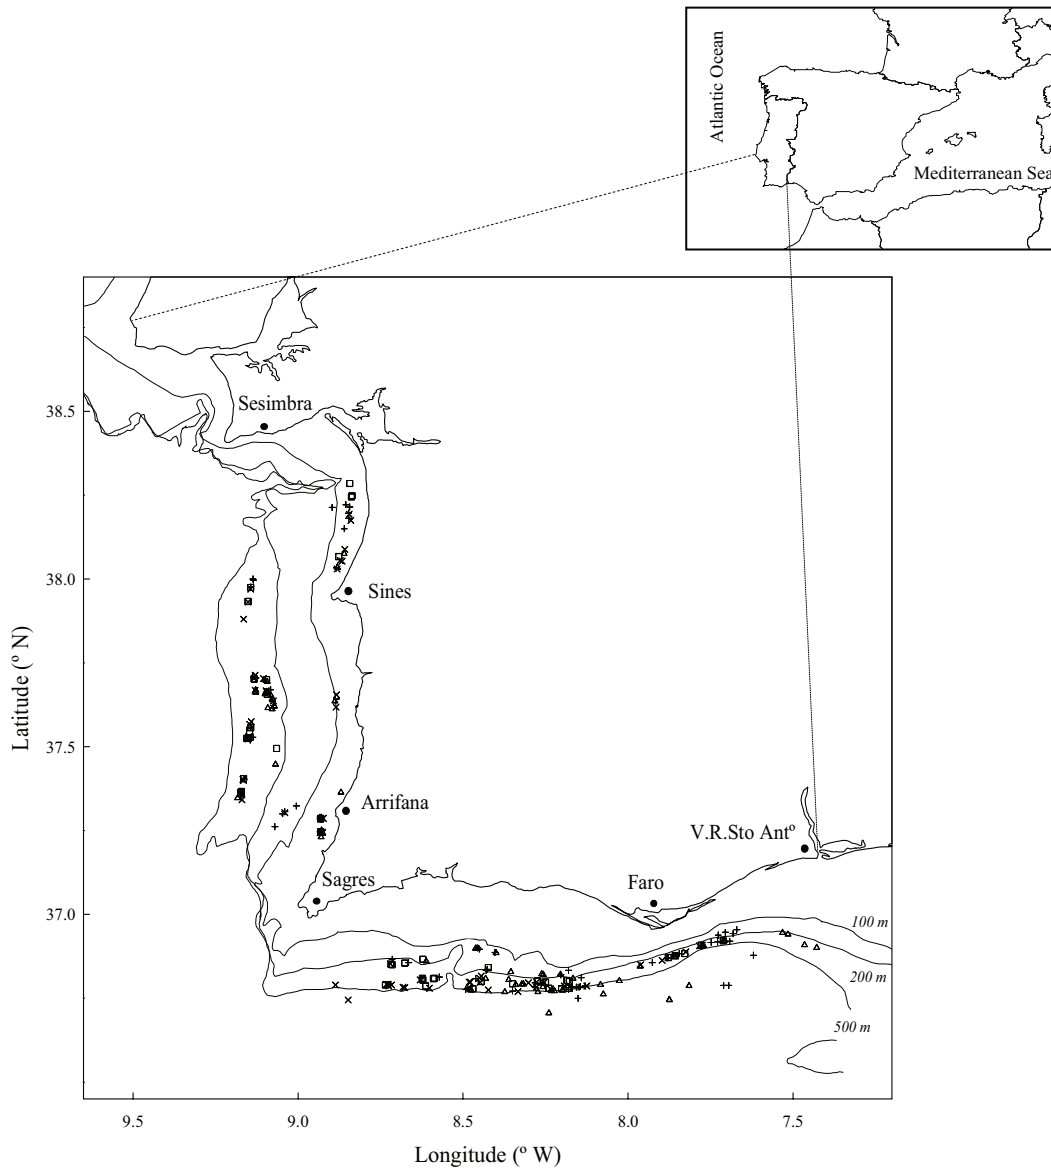 Atlantic Ocean
Mediterranean Sea
Sesimbra
38.5
38.0
Sines
Latitude (º N)
37.5
Arrifana
V.R.Sto Antº
Sagres
Faro
37.0
100 m
200 m
500 m
9.5
9.0
8.5
8.0
7.5
Longitude (º W)